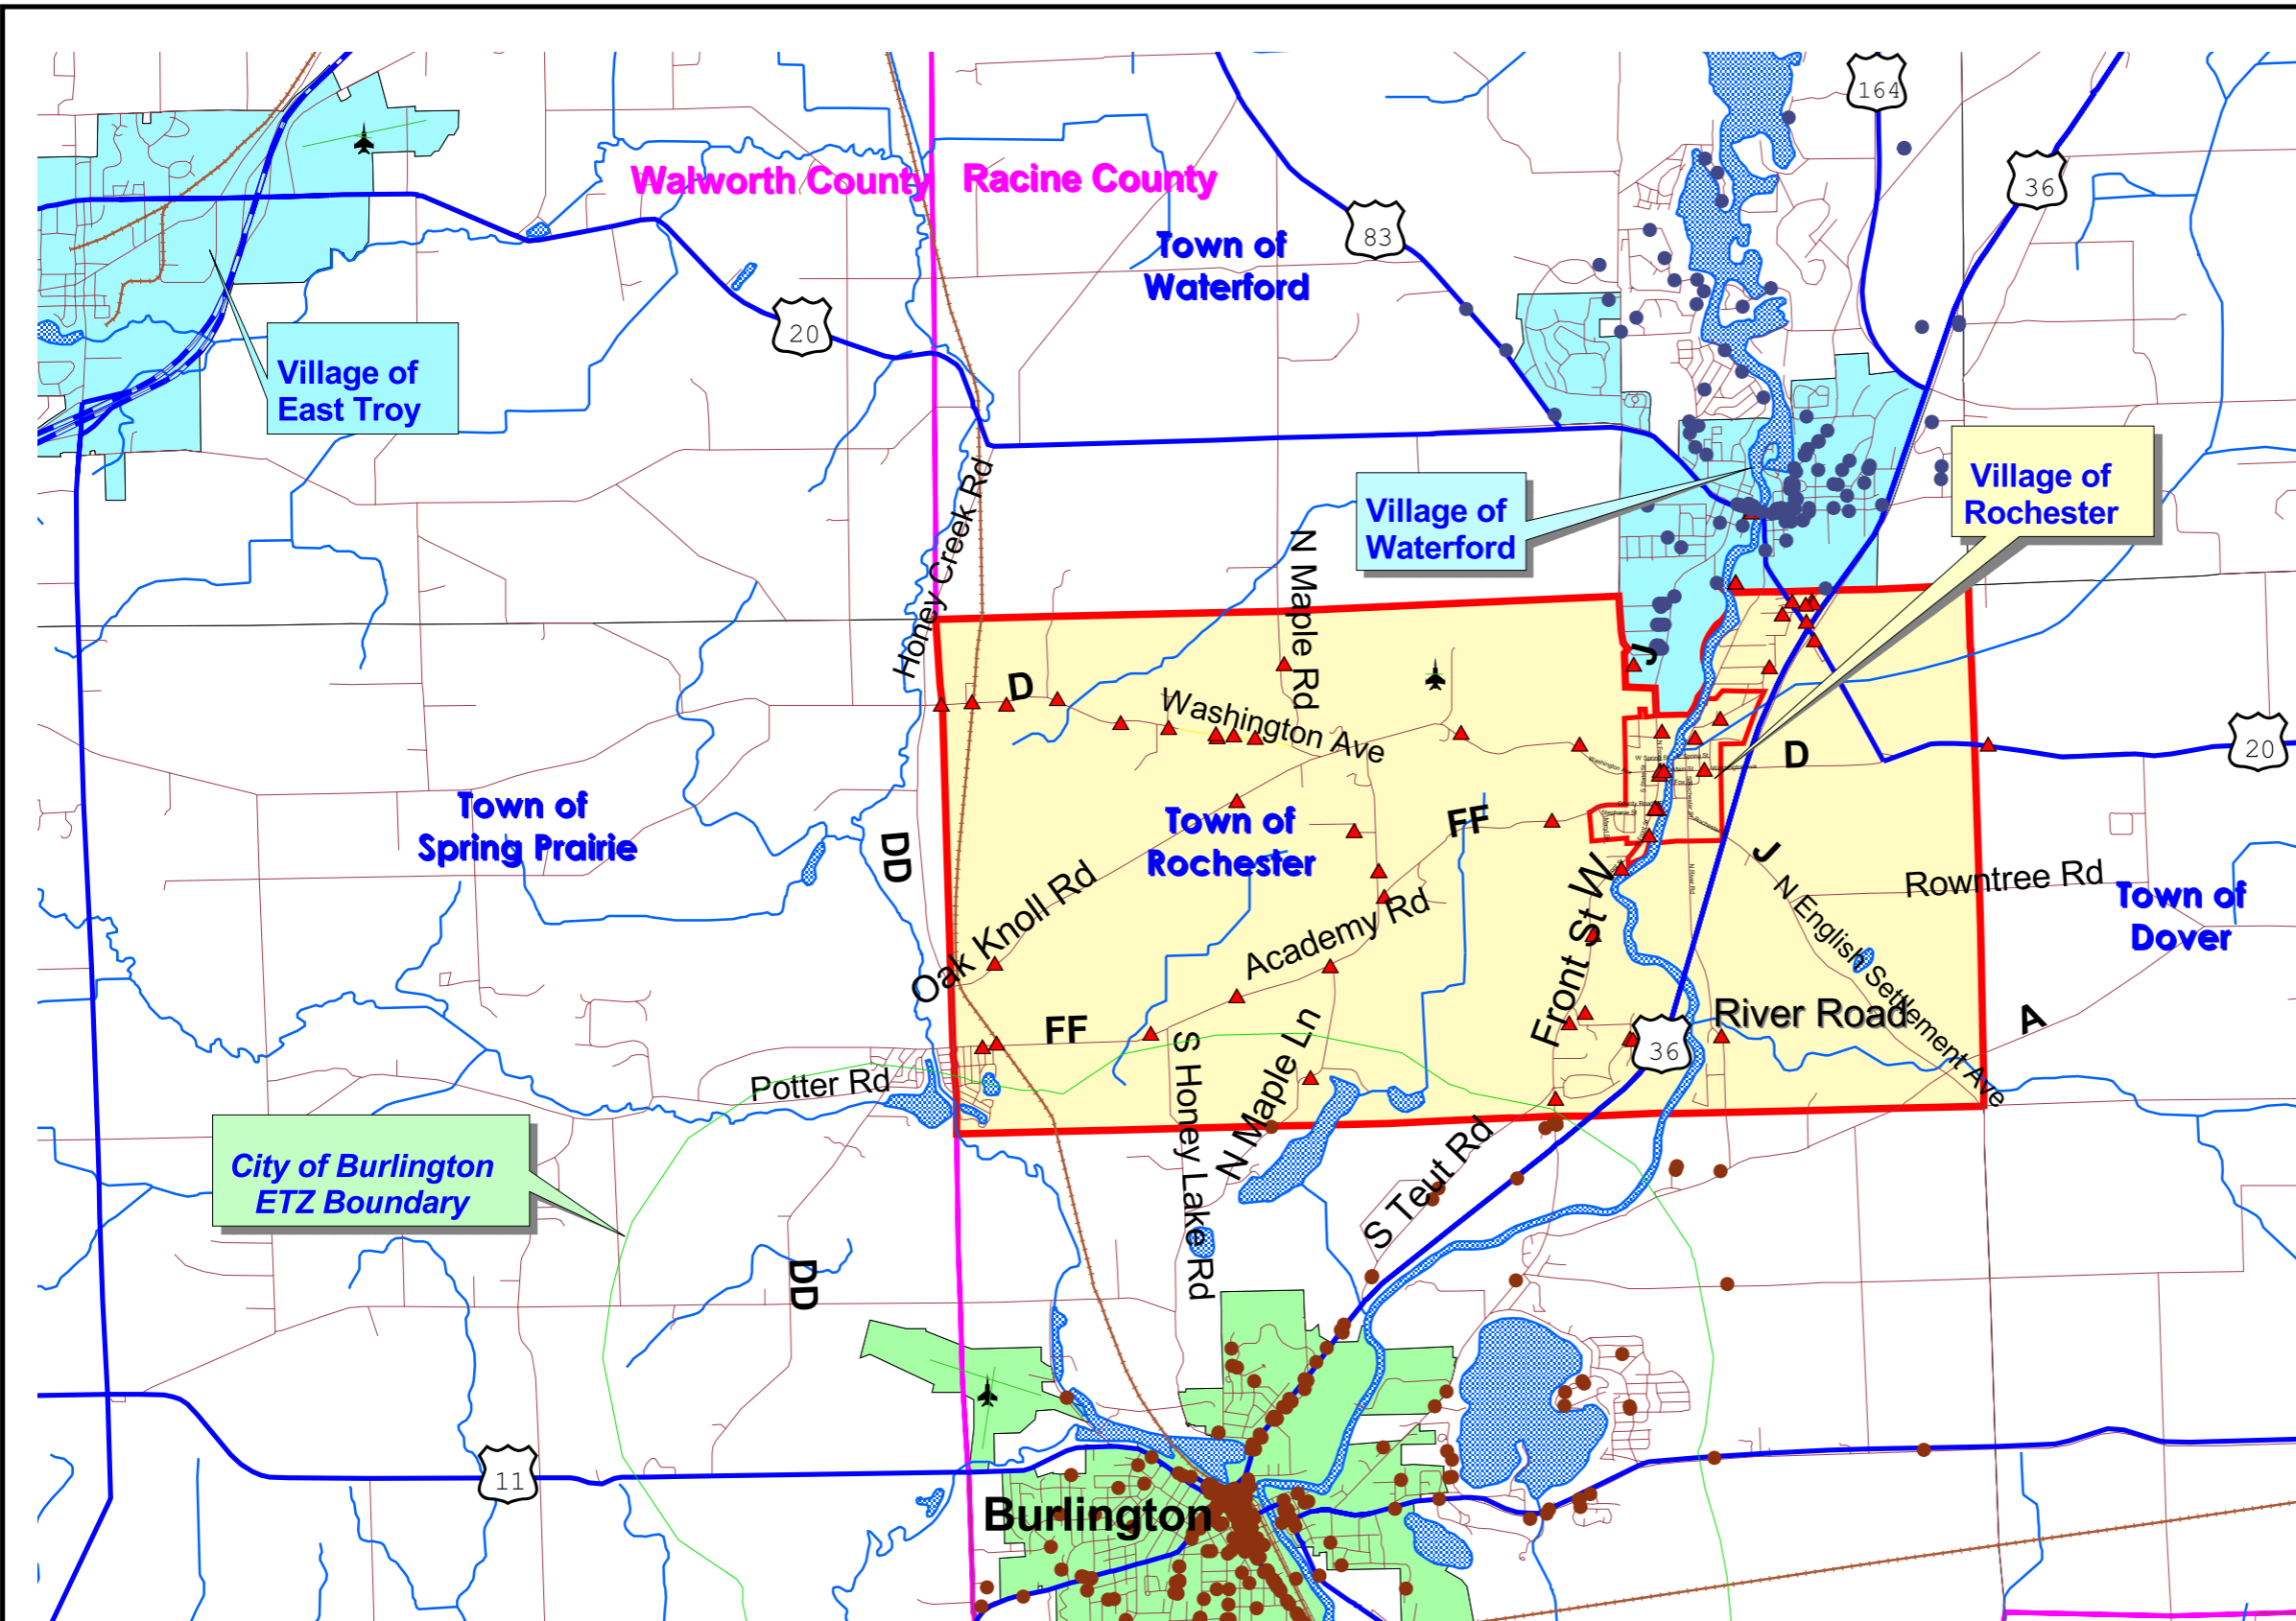 164
36
Walworth County
Racine County
Town of
Waterford
83
20
Village of
East Troy
Village of
Rochester
Village of
Waterford
Honey Creek Rd
N Maple Rd
J
D
Washington Ave
D
20
Town of
Spring Prairie
Town of
Rochester
FF
DD
J
Rowntree Rd
Town of
Dover
Oak Knoll Rd
Academy Rd
Front St W
N English Settlement Ave
River Road
A
FF
36
Potter Rd
S Honey Lake Rd
N Maple Ln
S Teut Rd
City of Burlington
ETZ Boundary
DD
11
Burlington